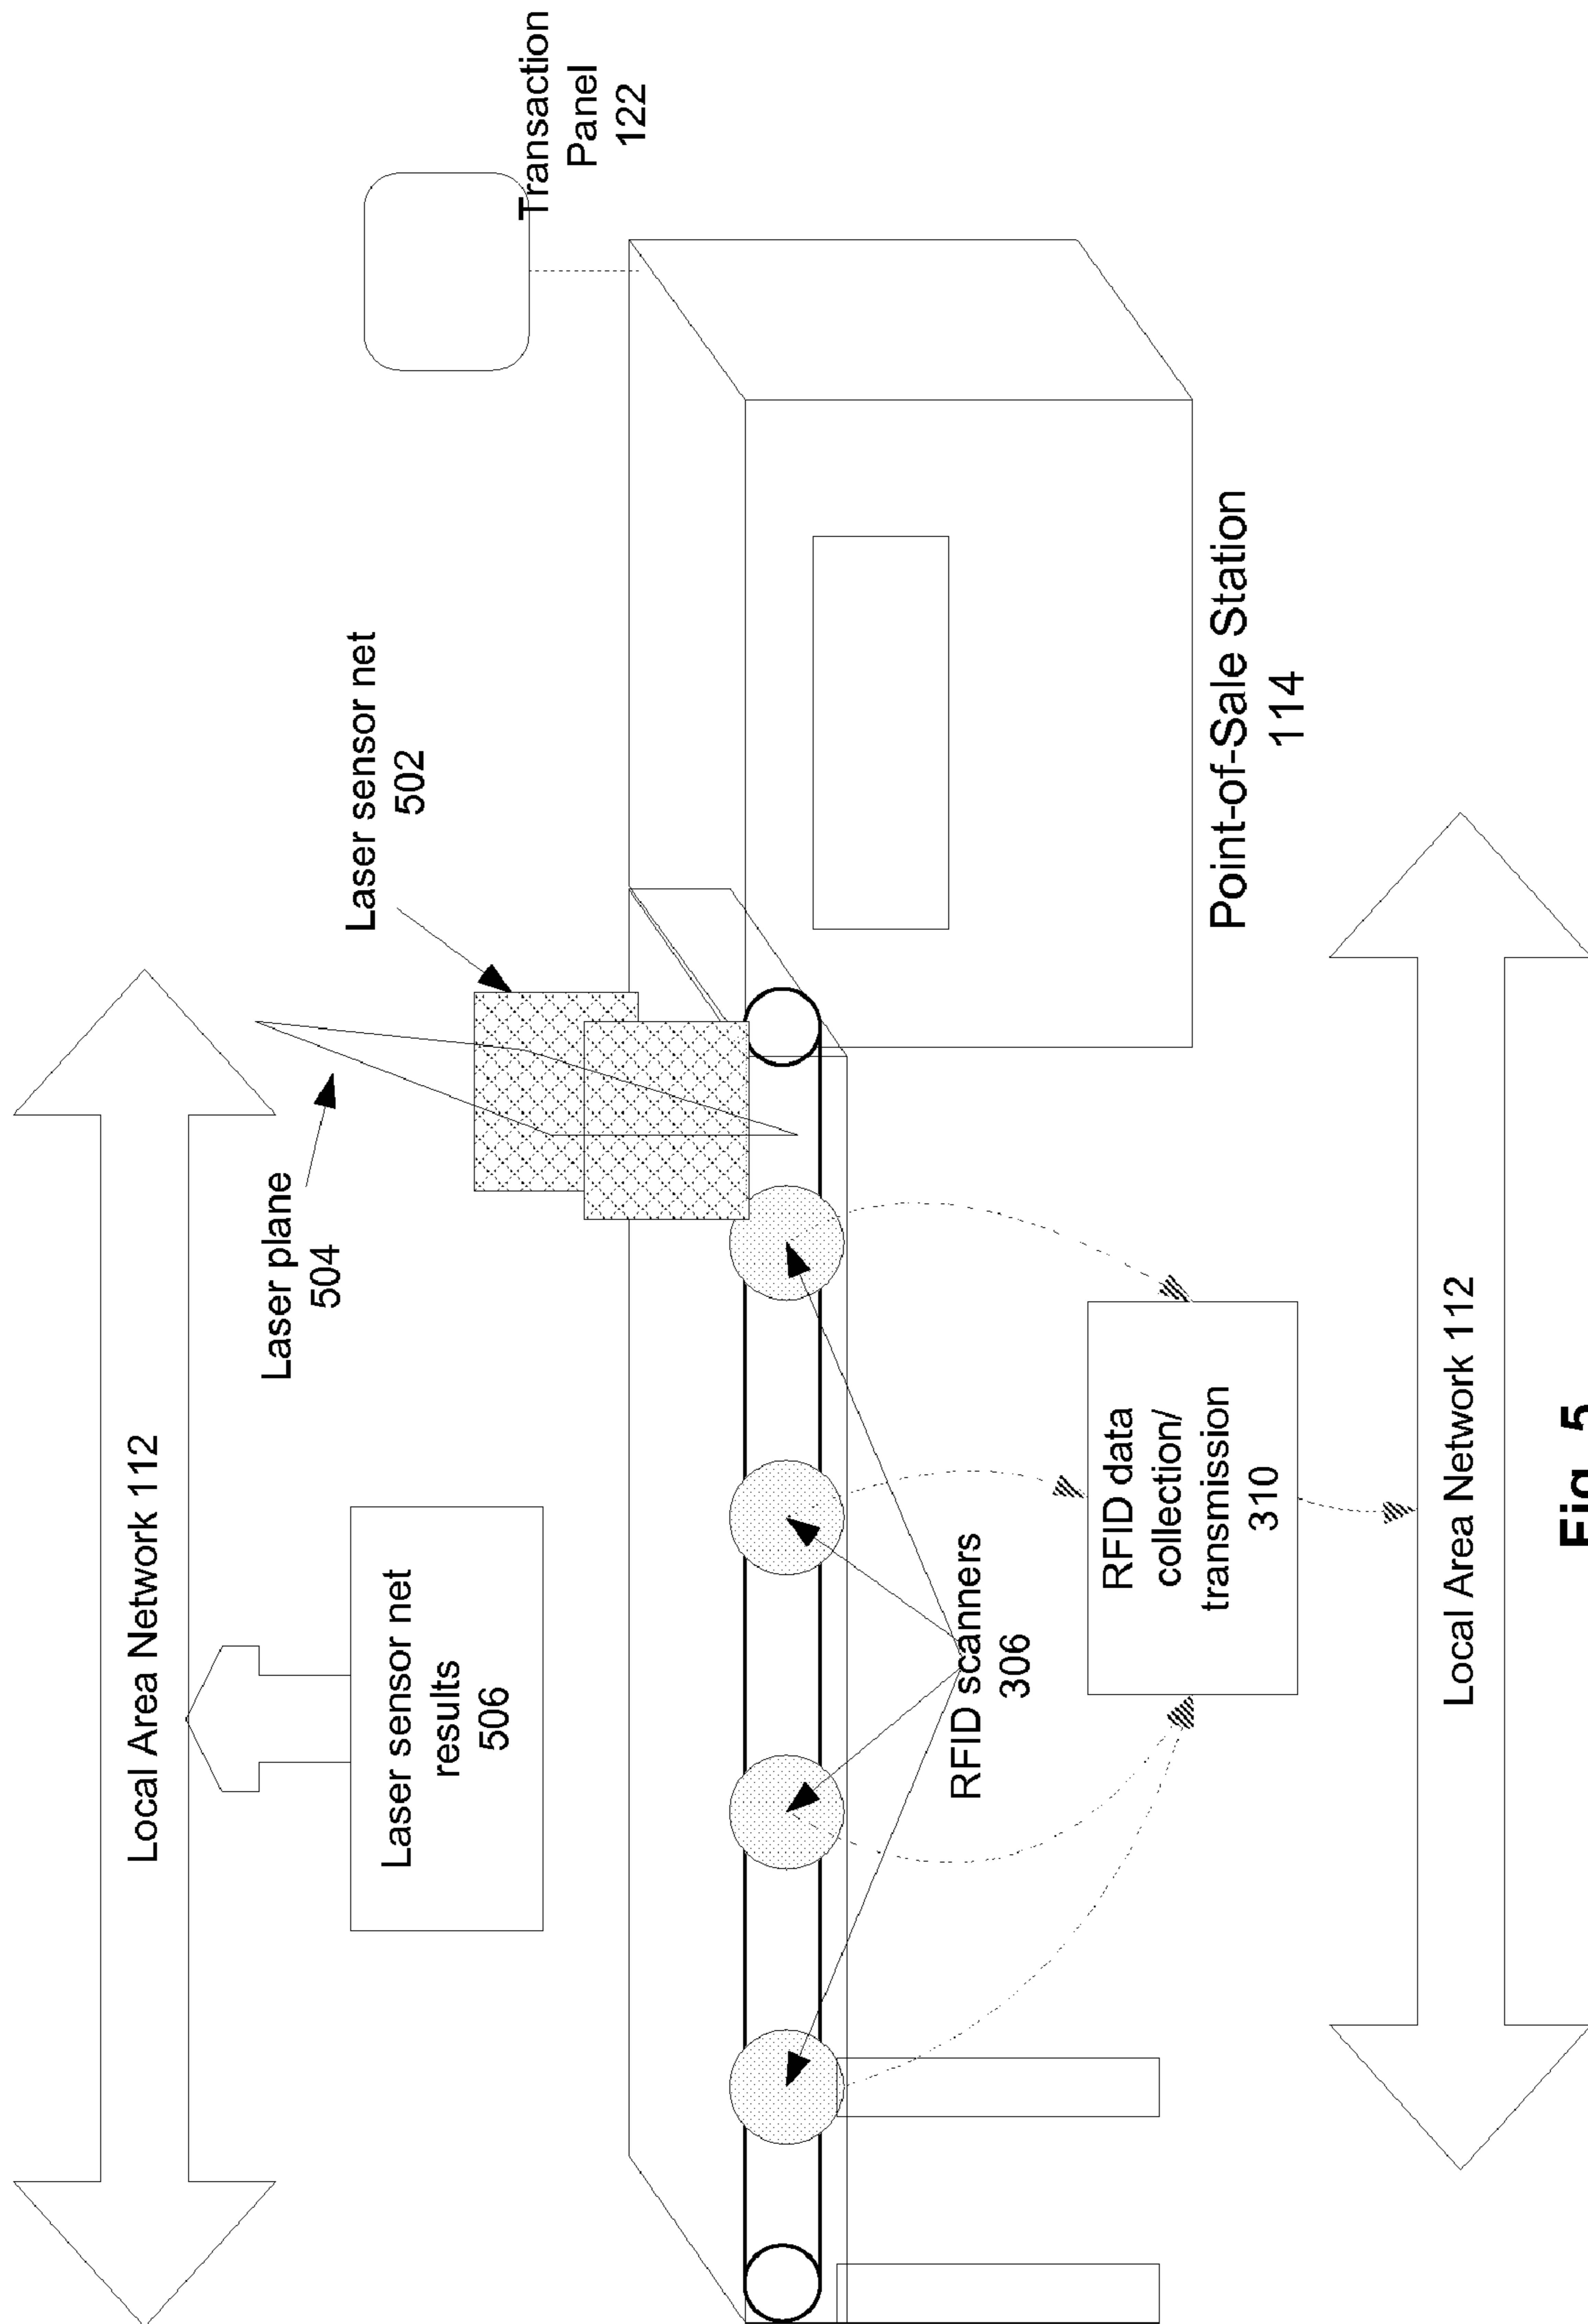 Local Area Network 112
Laser sensor net
results
506
Laser plane
504
Laser sensor net
502
Transaction
Panel
122
RFID scanners
306
RFID data
collection/
transmission
310
Point-of-Sale Station
114
Local Area Network 112
Fig. 5